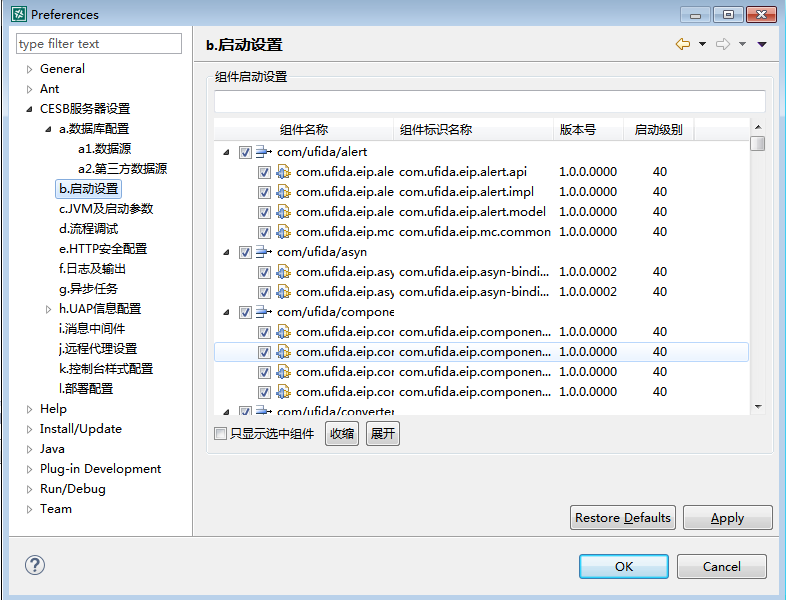 Preferences
type filter text
General
Ant
CESB服务器设置
a.数据库配置
a1.数据源
a2.第三方数据源
b.启动设置
c.JVM及启动参数
d.流程调试
e.HTTP安全配置
f.日志及输出
g.异步任务
h.UAP信息配置
i.消息中间件
j.远程代理设置
k.控制台样式配置
l.部署配置
Help
Install/Update
Java
Plug-in Development
Run/Debug
Team
b.启动设置
组件启动设置
组件名称 组件标识名称 版本号 启动级别
com/ufida/alert
com.ufida.eip.ale com.ufida.eip.alert.api 1.0.0.0000 40
com.ufida.eip.ale com.ufida.eip.alert.impl 1.0.0.0000 40
com.ufida.eip.ale com.ufida.eip.alert.model 1.0.0.0000 40
com.ufida.eip.mc com.ufida.eip.mc.common 1.0.0.0000 40
com/ufida/asyn
com.ufida.eip.asy com.ufida.eip.asyn-bindi... 1.0.0.0002 40
com.ufida.eip.asy com.ufida.eip.asyn-bindi... 1.0.0.0002 40
com/ufida/compone
com.ufida.eip.cor com.ufida.eip.componen... 1.0.0.0000 40
com.ufida.eip.cor com.ufida.eip.componen... 1.0.0.0000 40
com.ufida.eip.cor com.ufida.eip.componen... 1.0.0.0000 40
com.ufida.eip.cor com.ufida.eip.componen... 1.0.0.0000 40
com/ufida/converter
只显示选中组件 收缩 展开
Restore Defaults Apply
OK Cancel